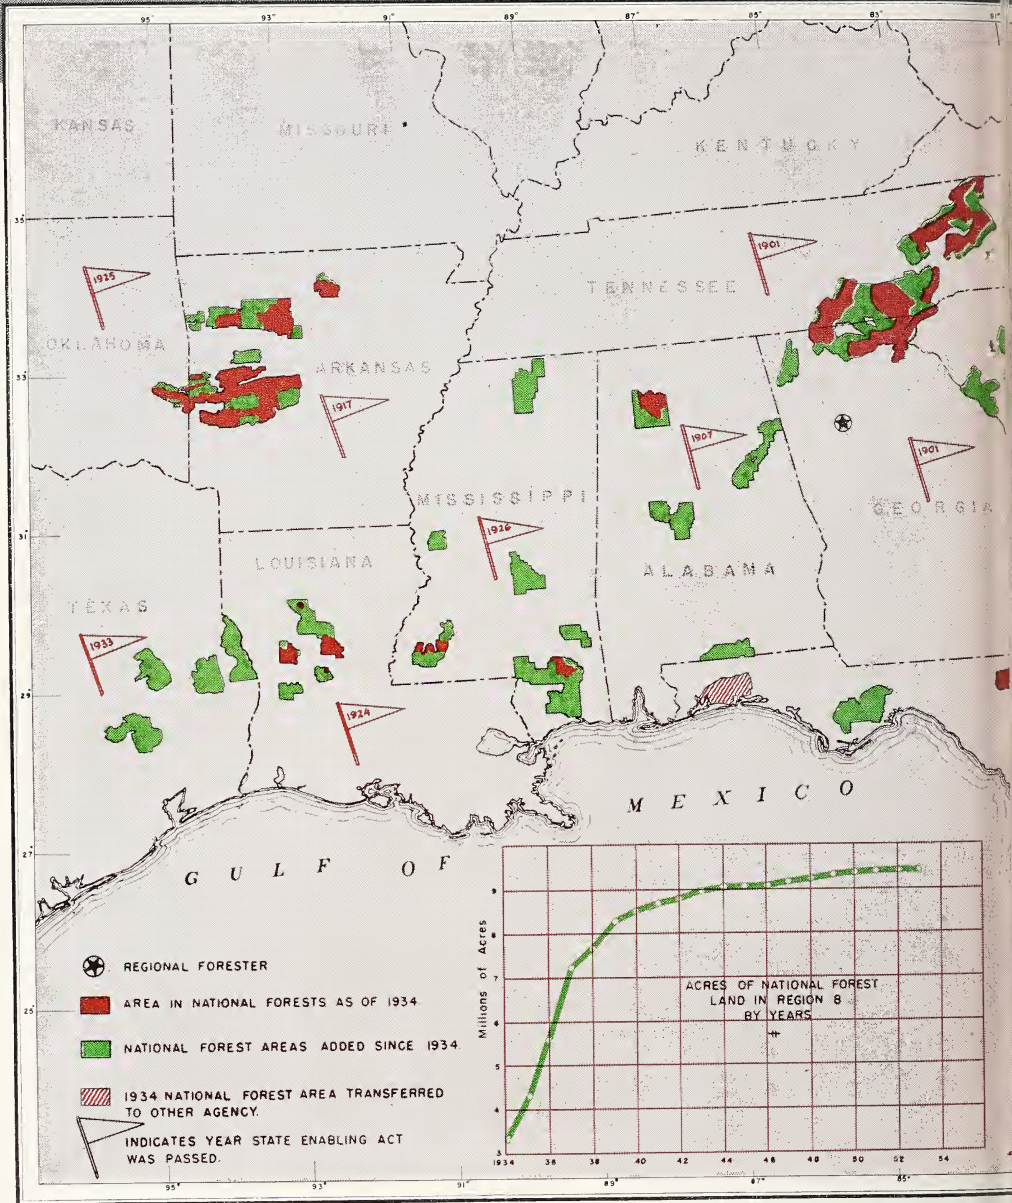 95° 93° 91° 89° 87° 85° 83° 81°
KANSAS
MISSOURI
KENTUCKY
35
1925
1901
TENNESSEE
OKLAHOMA
ARKANSAS
33
1917
1907
1901
MISSISSIPPI
GEORGIA
1926
31
LOUISIANA
ALABAMA
TEXAS
1933
29
1924
MEXICO
27
GULF OF
REGIONAL FORESTER
AREA IN NATIONAL FORESTS AS OF 1934
25
NATIONAL FOREST AREAS ADDED SINCE 1934
1934 NATIONAL FOREST AREA TRANSFERRED
TO OTHER AGENCY.
INDICATES YEAR STATE ENABLING ACT
WAS PASSED.
Millions of Acres
9
8
7
6
5
4
3
ACRES OF NATIONAL FOREST
LAND IN REGION 8
BY YEARS
1934 36 38 40 42 44 46 48 50 52 54
95° 93° 91° 89° 87° 85°